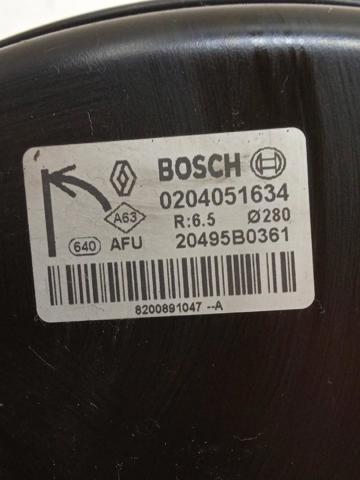 BOSCH
0204051634
A63
R:6.5 Ø280
640 AFU 20495B0361
8200891047 --A